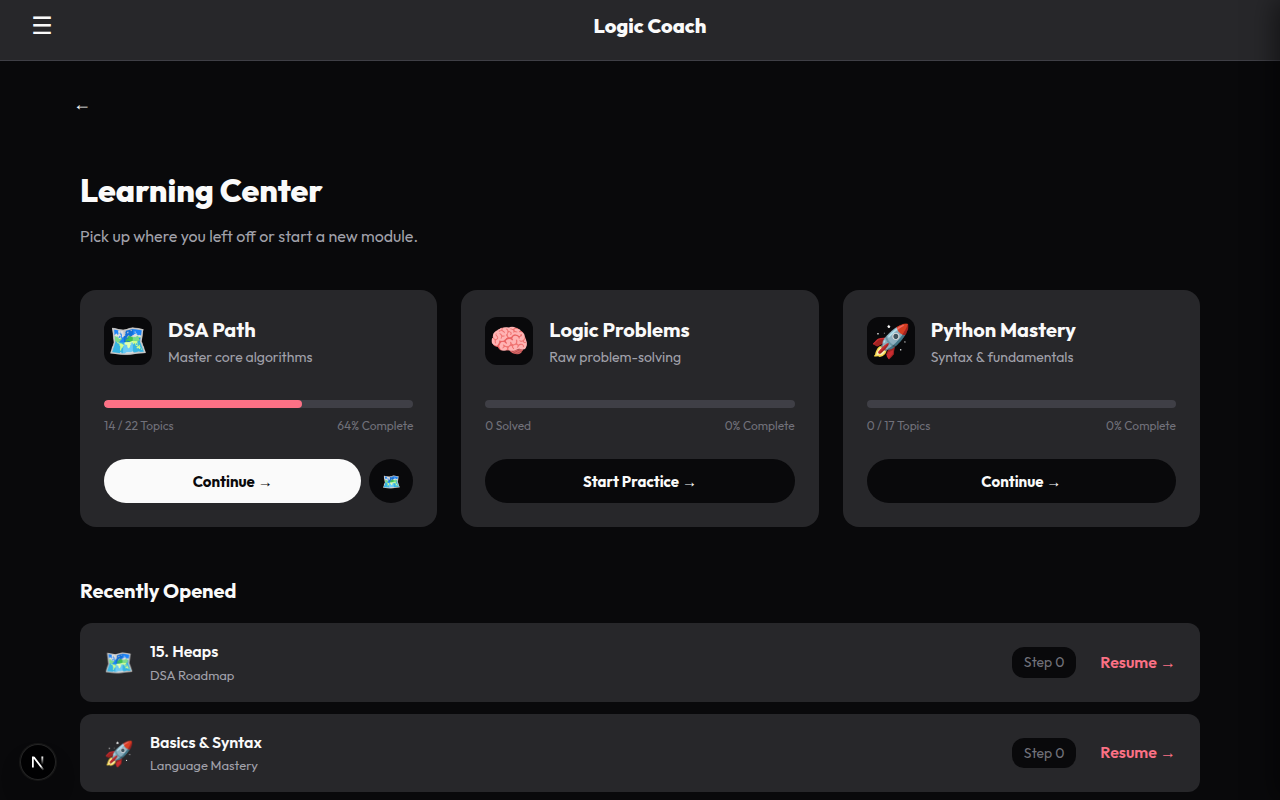 ☰ Logic Coach
←
Learning Center
Pick up where you left off or start a new module.
DSA Path
Master core algorithms
14 / 22 Topics 64% Complete
Continue →
Logic Problems
Raw problem-solving
0 Solved 0% Complete
Start Practice →
Python Mastery
Syntax & fundamentals
0 / 17 Topics 0% Complete
Continue →
Recently Opened
15. Heaps
DSA Roadmap
Step 0 Resume →
Basics & Syntax
Language Mastery
Step 0 Resume →
N